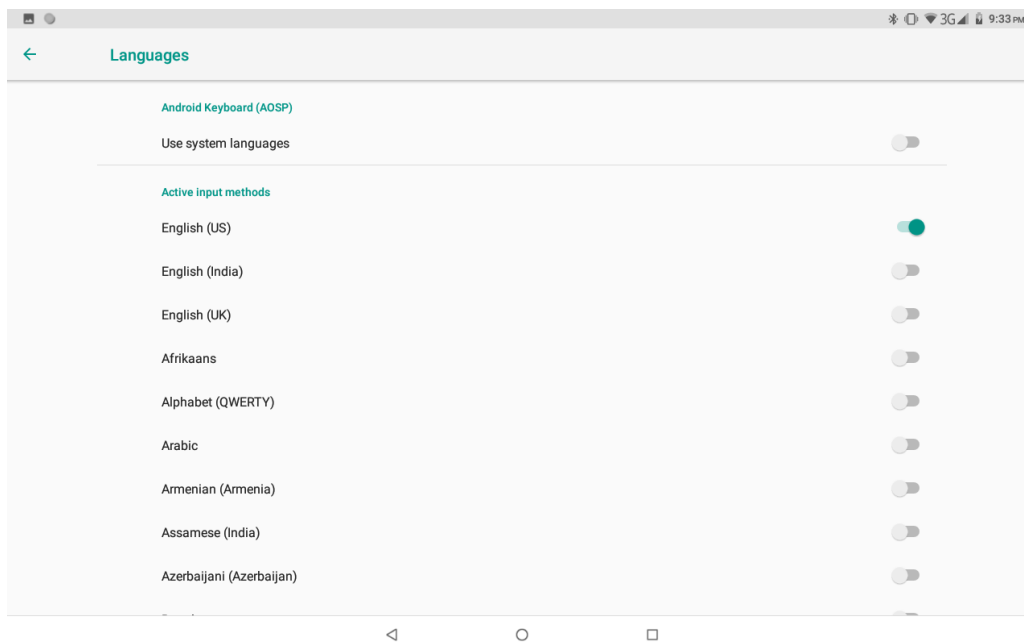 3G 9:33 PM
Languages
Android Keyboard (AOSP)
Use system languages
Active input methods
English (US)
English (India)
English (UK)
Afrikaans
Alphabet (QWERTY)
Arabic
Armenian (Armenia)
Assamese (India)
Azerbaijani (Azerbaijan)